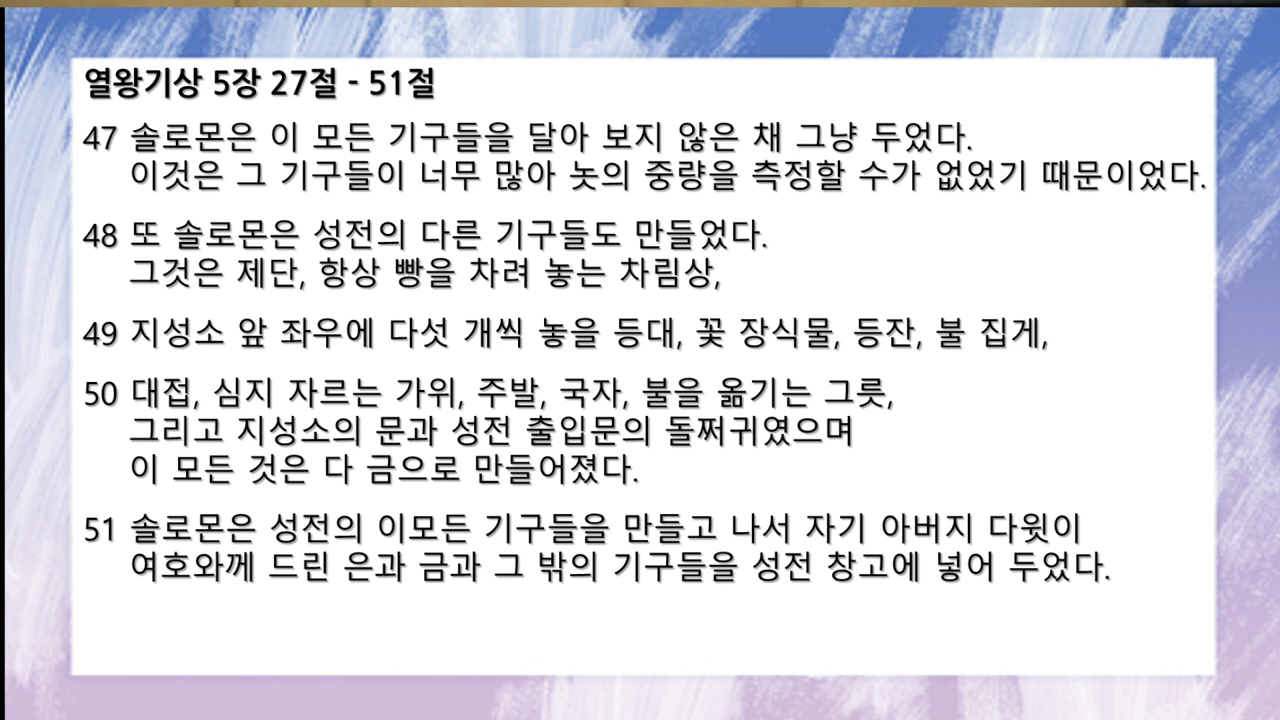 열왕기상 5장 27절 - 51절
47 솔로몬은 이 모든 기구들을 달아 보지 않은 채 그냥 두었다.
이것은 그 기구들이 너무 많아 놋의 중량을 측정할 수가 없었기 때문이었다.
48 또 솔로몬은 성전의 다른 기구들도 만들었다.
그것은 제단, 항상 빵을 차려 놓는 차림상,
49 지성소 앞 좌우에 다섯 개씩 놓을 등대, 꽃 장식물, 등잔, 불 집게,
50 대접, 심지 자르는 가위, 주발, 국자, 불을 옮기는 그릇,
그리고 지성소의 문과 성전 출입문의 돌쩌귀였으며
이 모든 것은 다 금으로 만들어졌다.
51 솔로몬은 성전의 이모든 기구들을 만들고 나서 자기 아버지 다윗이
여호와께 드린 은과 금과 그 밖의 기구들을 성전 창고에 넣어 두었다.